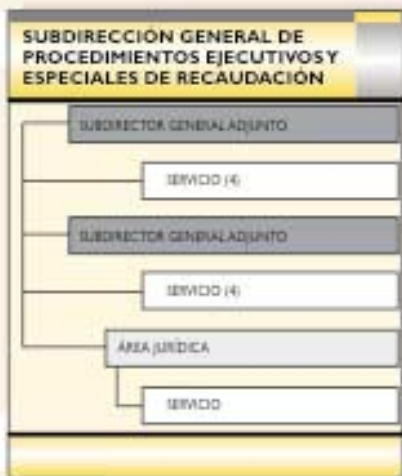 SUBDIRECCIÓN GENERAL DE
PROCEDIMIENTOS EJECUTIVOS Y
ESPECIALES DE RECAUDACIÓN
SUBDIRECTOR GENERAL ADJUNTO
SERVICIO (4)
SUBDIRECTOR GENERAL ADJUNTO
SERVICIO (4)
ÁREA JURÍDICA
SERVICIO